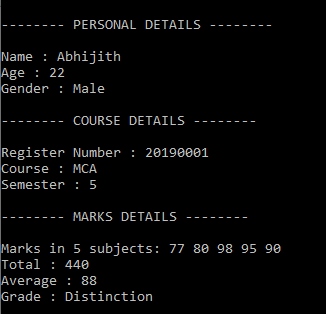 -------- PERSONAL DETAILS --------
Name : Abhijith
Age : 22
Gender : Male
-------- COURSE DETAILS --------
Register Number : 20190001
Course : MCA
Semester : 5
-------- MARKS DETAILS --------
Marks in 5 subjects: 77 80 98 95 90
Total : 440
Average : 88
Grade : Distinction